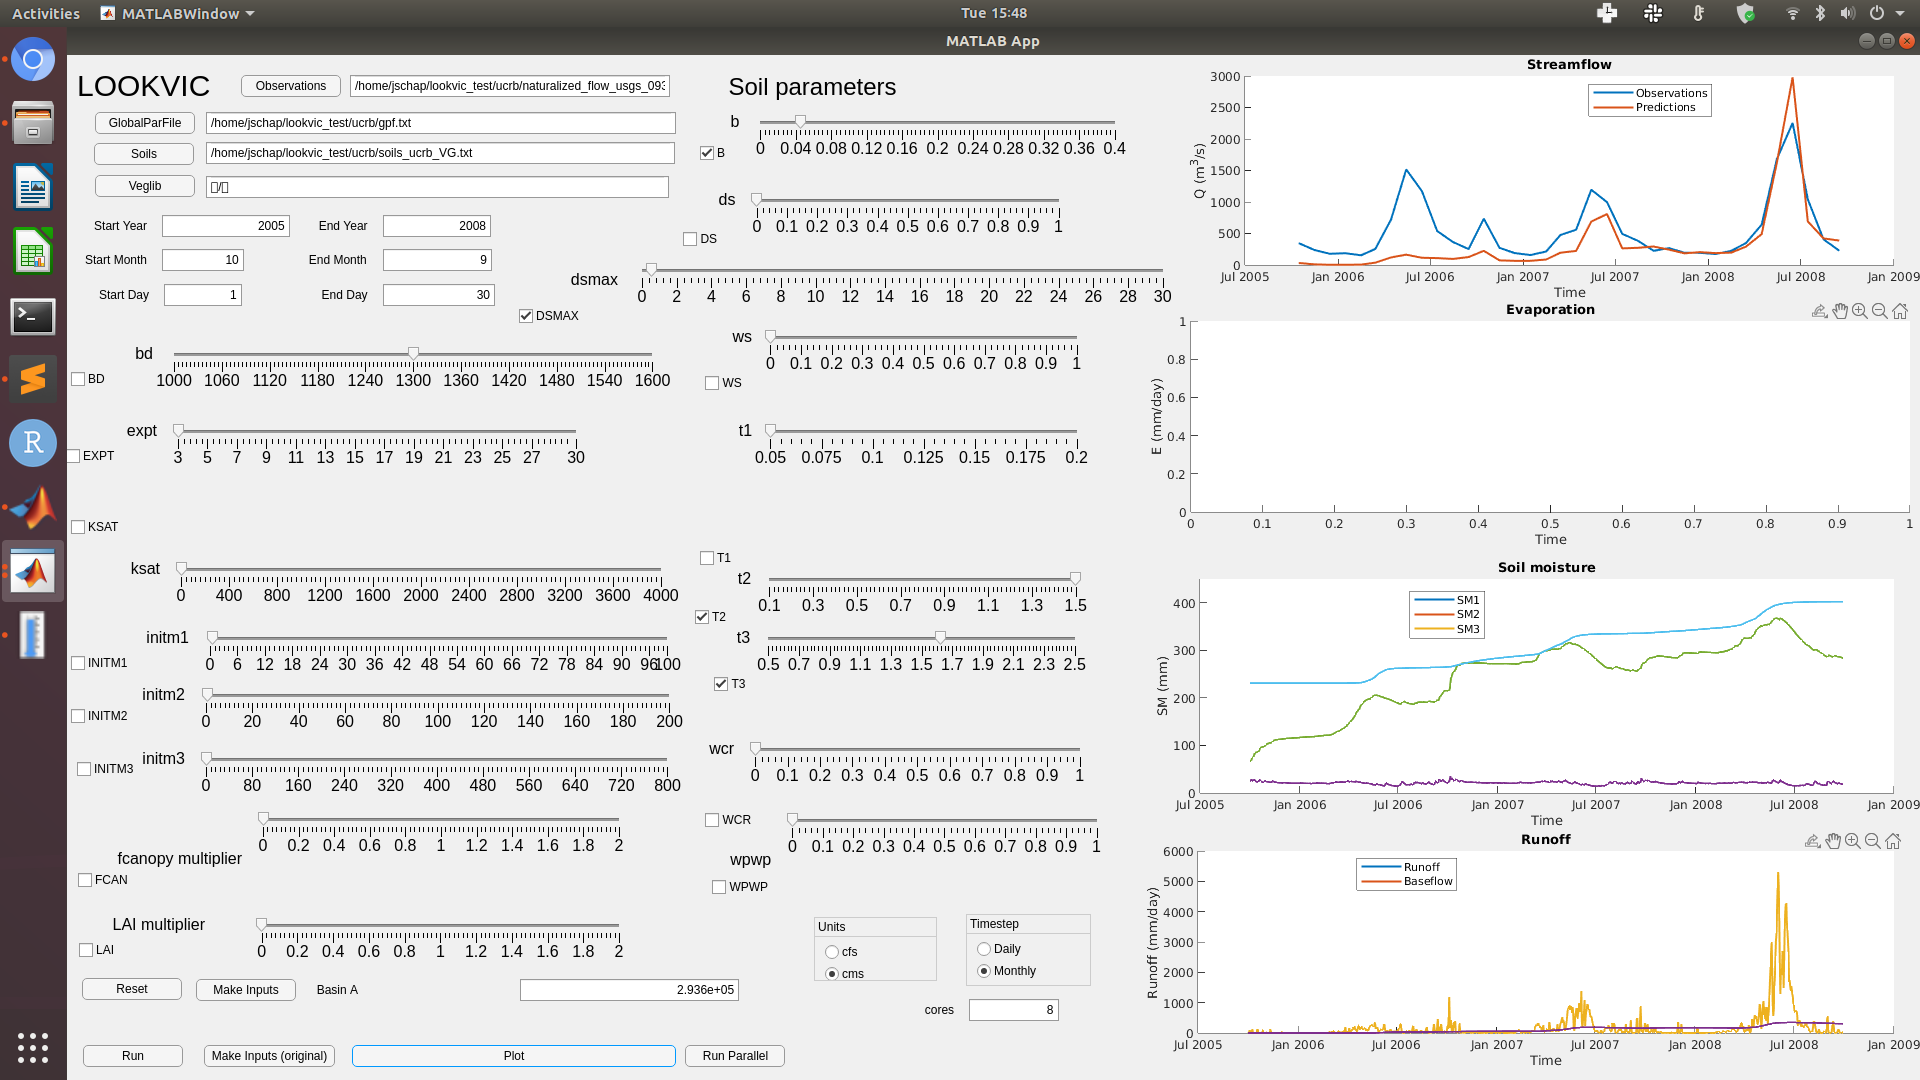 Activities MATLABWindow Tue 15:48
MATLAB App
LOOKVIC Observations /home/jschap/lookvic_test/ucrb/naturalized_flow_usgs_093
GlobalParFile /home/jschap/lookvic_test/ucrb/gpf.txt
Soils /home/jschap/lookvic_test/ucrb/soils_ucrb_VG.txt
Veglib /
Start Year 2005 End Year 2008
Start Month 10 End Month 9
Start Day 1 End Day 30
bd
BD
1000 1060 1120 1180 1240 1300 1360 1420 1480 1540 1600
expt
EXPT
3 5 7 9 11 13 15 17 19 21 23 25 27 30
KSAT
ksat
0 400 800 1200 1600 2000 2400 2800 3200 3600 4000
initm1
INITM1
0 6 12 18 24 30 36 42 48 54 60 66 72 78 84 90 96 100
initm2
INITM2
0 20 40 60 80 100 120 140 160 180 200
initm3
INITM3
0 80 160 240 320 400 480 560 640 720 800
0 0.2 0.4 0.6 0.8 1 1.2 1.4 1.6 1.8 2
fcanopy multiplier
FCAN
LAI multiplier
LAI
0 0.2 0.4 0.6 0.8 1 1.2 1.4 1.6 1.8 2
Reset Make Inputs Basin A 2.936e+05
Run Make Inputs (original) Plot Run Parallel
Soil parameters
b
B
0 0.04 0.08 0.12 0.16 0.2 0.24 0.28 0.32 0.36 0.4
ds
0 0.1 0.2 0.3 0.4 0.5 0.6 0.7 0.8 0.9 1
DS
dsmax
0 2 4 6 8 10 12 14 16 18 20 22 24 26 28 30
DSMAX
ws
0 0.1 0.2 0.3 0.4 0.5 0.6 0.7 0.8 0.9 1
WS
t1
0.05 0.075 0.1 0.125 0.15 0.175 0.2
T1
t2
0.1 0.3 0.5 0.7 0.9 1.1 1.3 1.5
T2
t3
0.5 0.7 0.9 1.1 1.3 1.5 1.7 1.9 2.1 2.3 2.5
T3
wcr
0 0.1 0.2 0.3 0.4 0.5 0.6 0.7 0.8 0.9 1
WCR
0 0.1 0.2 0.3 0.4 0.5 0.6 0.7 0.8 0.9 1
wpwp
WPWP
Units
cfs
cms
Timestep
Daily
Monthly
cores 8
Streamflow
Observations
Predictions
Q (m3/s)
3000
2500
2000
1500
1000
500
0
Jul 2005 Jan 2006 Jul 2006 Jan 2007 Jul 2007 Jan 2008 Jul 2008 Jan 2009
Time
Evaporation
E (mm/day)
1
0.8
0.6
0.4
0.2
0
0 0.1 0.2 0.3 0.4 0.5 0.6 0.7 0.8 0.9 1
Time
Soil moisture
SM1
SM2
SM3
SM (mm)
400
300
200
100
0
Jul 2005 Jan 2006 Jul 2006 Jan 2007 Jul 2007 Jan 2008 Jul 2008 Jan 2009
Time
Runoff
Runoff
Baseflow
Runoff (mm/day)
6000
5000
4000
3000
2000
1000
0
Jul 2005 Jan 2006 Jul 2006 Jan 2007 Jul 2007 Jan 2008 Jul 2008 Jan 2009
Time